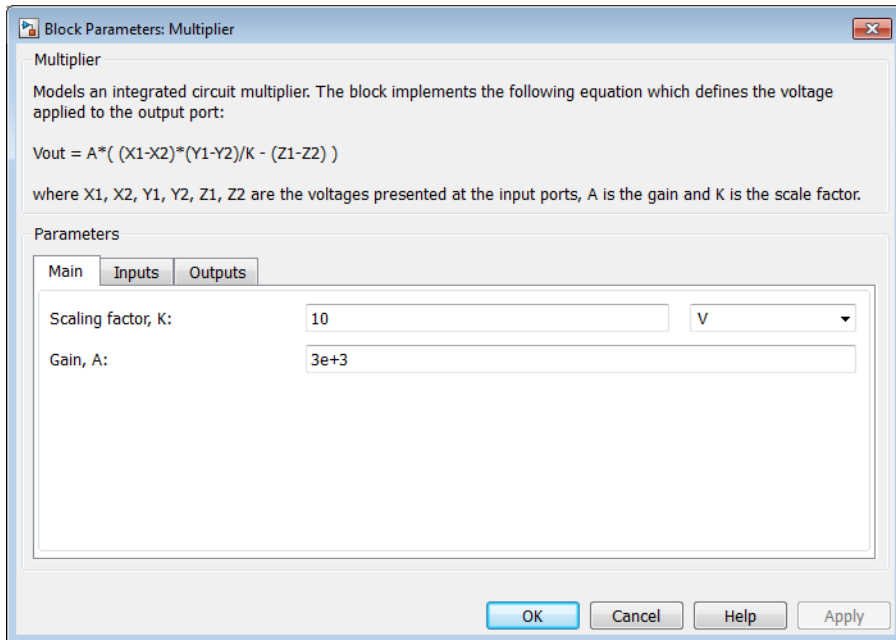 Block Parameters: Multiplier
Multiplier
Models an integrated circuit multiplier. The block implements the following equation which defines the voltage
applied to the output port:
Vout = A*( (X1-X2)*(Y1-Y2)/K - (Z1-Z2) )
where X1, X2, Y1, Y2, Z1, Z2 are the voltages presented at the input ports, A is the gain and K is the scale factor.
Parameters
Main Inputs Outputs
Scaling factor, K: 10 V
Gain, A: 3e+3
OK Cancel Help Apply